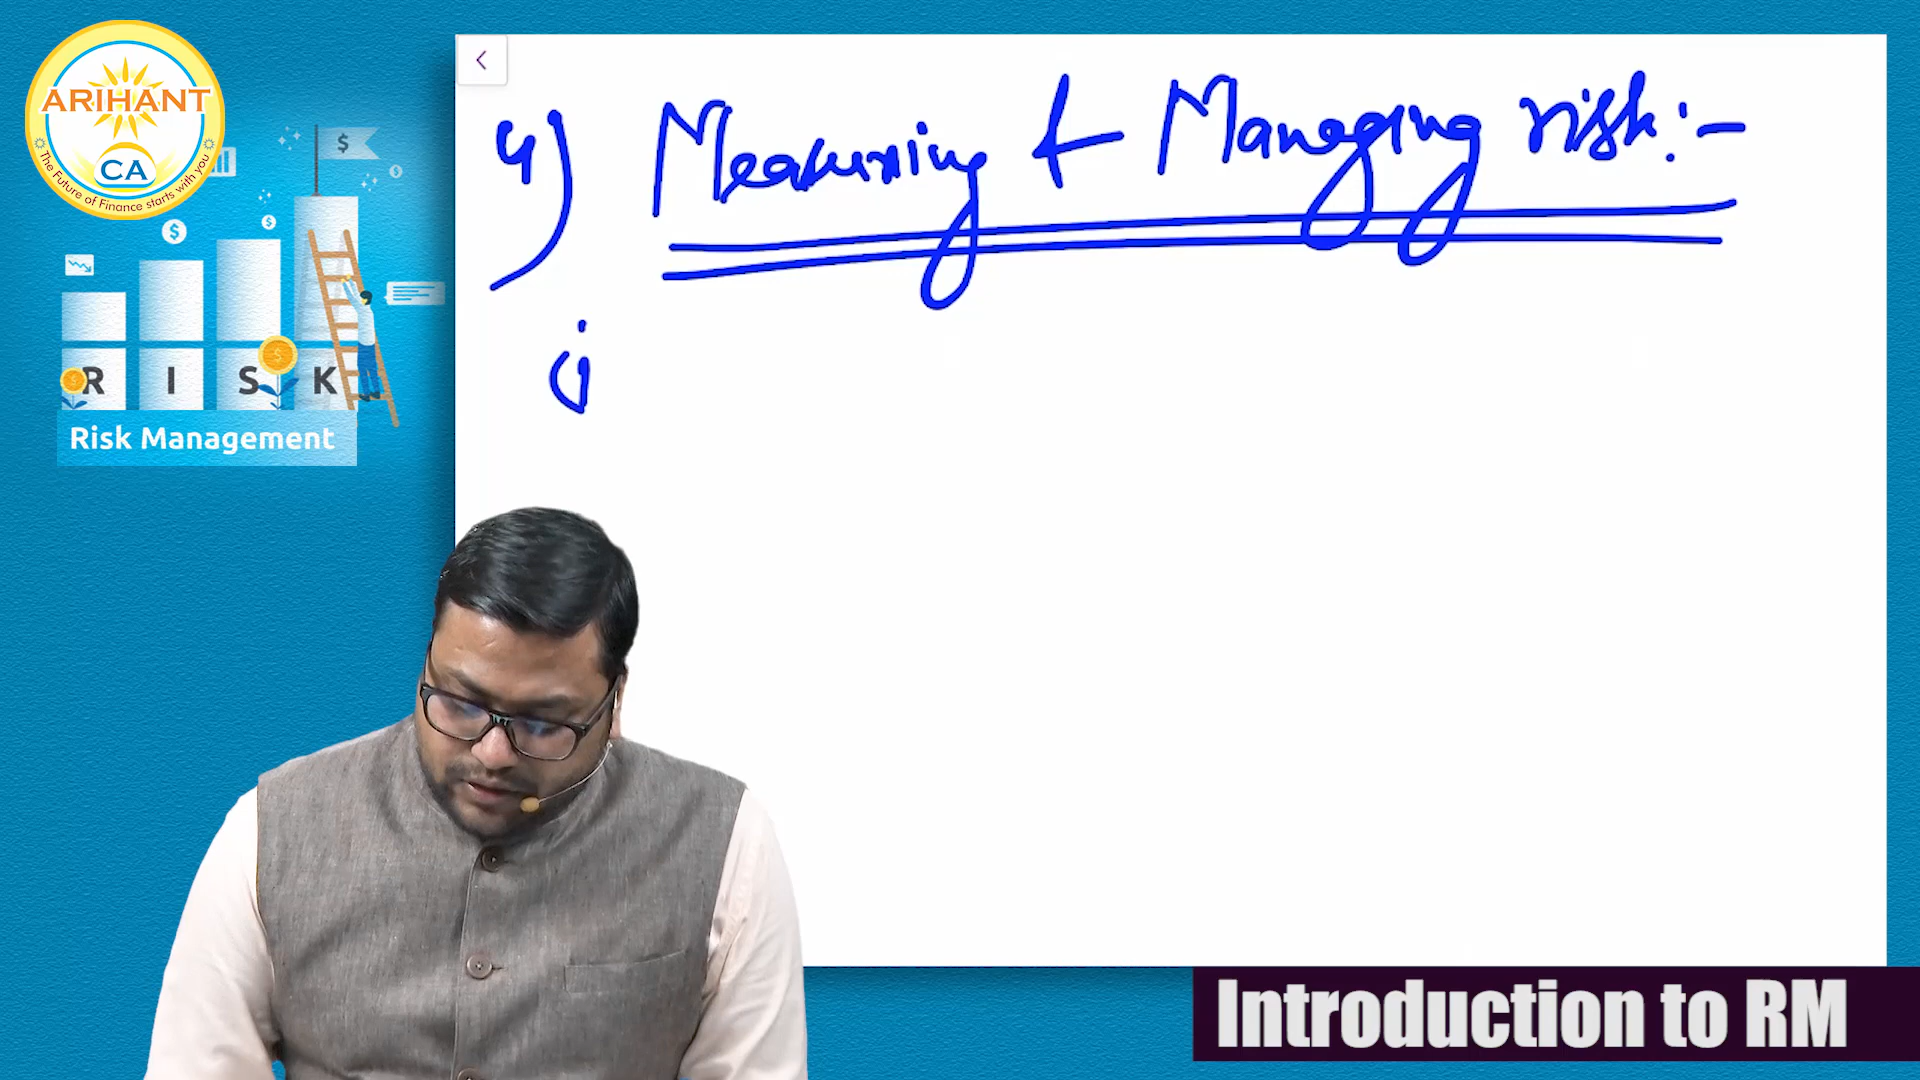 ARIHANT
CA
The Future of Finance starts with you
R I S K
Risk Management
4) Measuring & Managing risk:-
(i
Introduction to RM